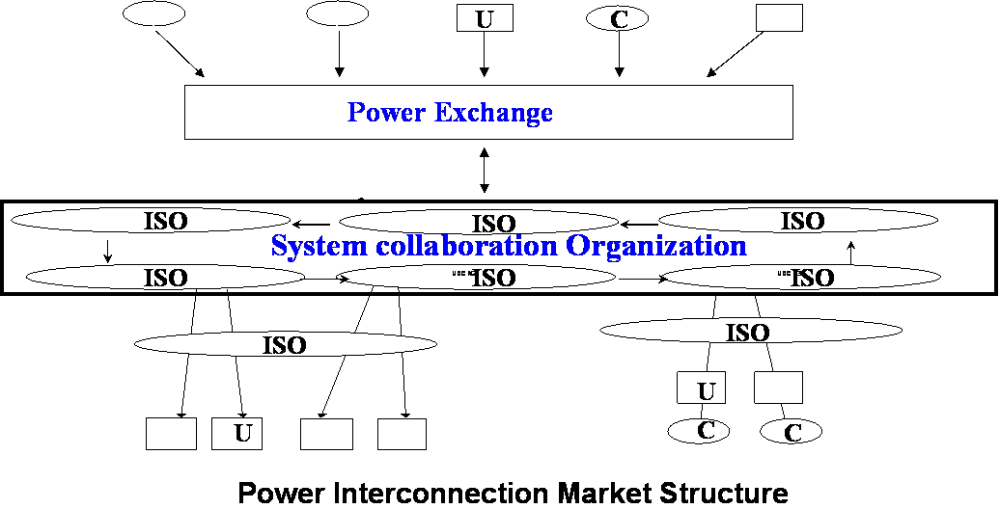 U
C
Power Exchange
ISO
ISO
ISO
System collaboration Organization
ISO
ISO
ISO
ISO
ISO
U
U
C
C
Power Interconnection Market Structure